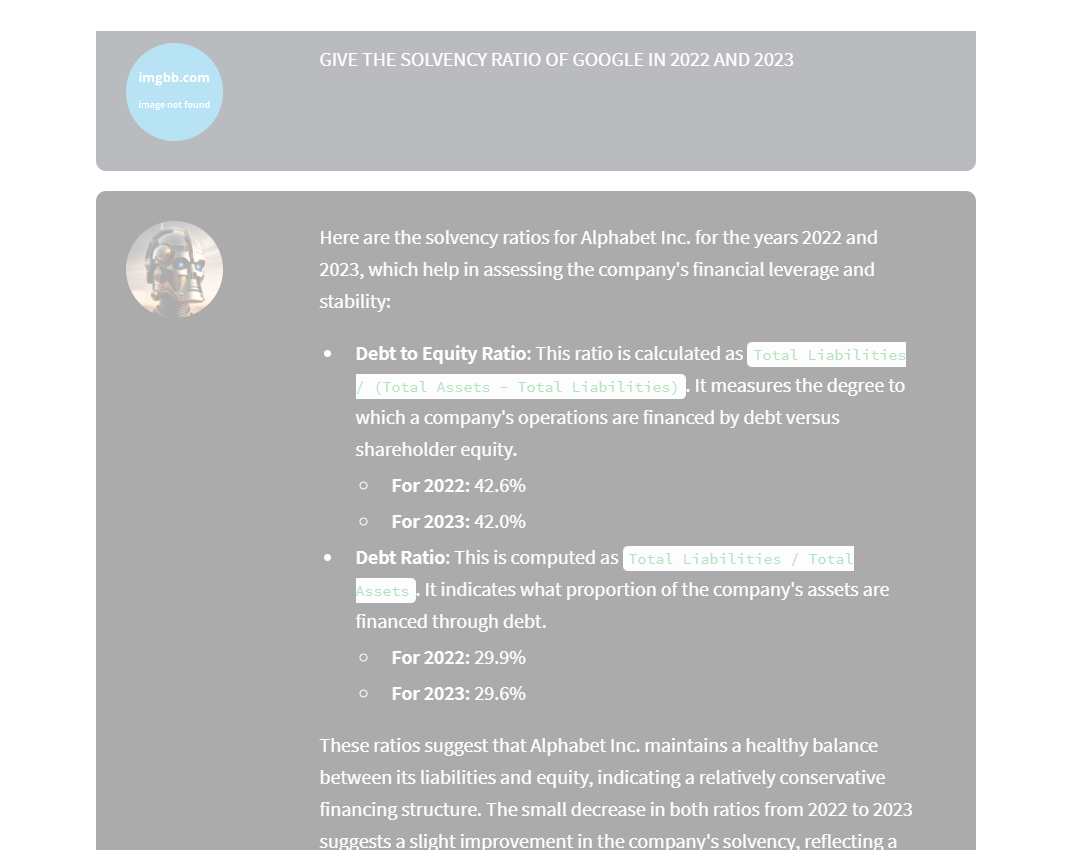 imgbb.com
image not found
GIVE THE SOLVENCY RATIO OF GOOGLE IN 2022 AND 2023
Here are the solvency ratios for Alphabet Inc. for the years 2022 and
2023, which help in assessing the company's financial leverage and
stability:
Debt to Equity Ratio: This ratio is calculated as Total Liabilities
/ (Total Assets - Total Liabilities). It measures the degree to
which a company's operations are financed by debt versus
shareholder equity.
For 2022: 42.6%
For 2023: 42.0%
Debt Ratio: This is computed as Total Liabilities / Total
Assets. It indicates what proportion of the company's assets are
financed through debt.
For 2022: 29.9%
For 2023: 29.6%
These ratios suggest that Alphabet Inc. maintains a healthy balance
between its liabilities and equity, indicating a relatively conservative
financing structure. The small decrease in both ratios from 2022 to 2023
suggests a slight improvement in the company's solvency, reflecting a